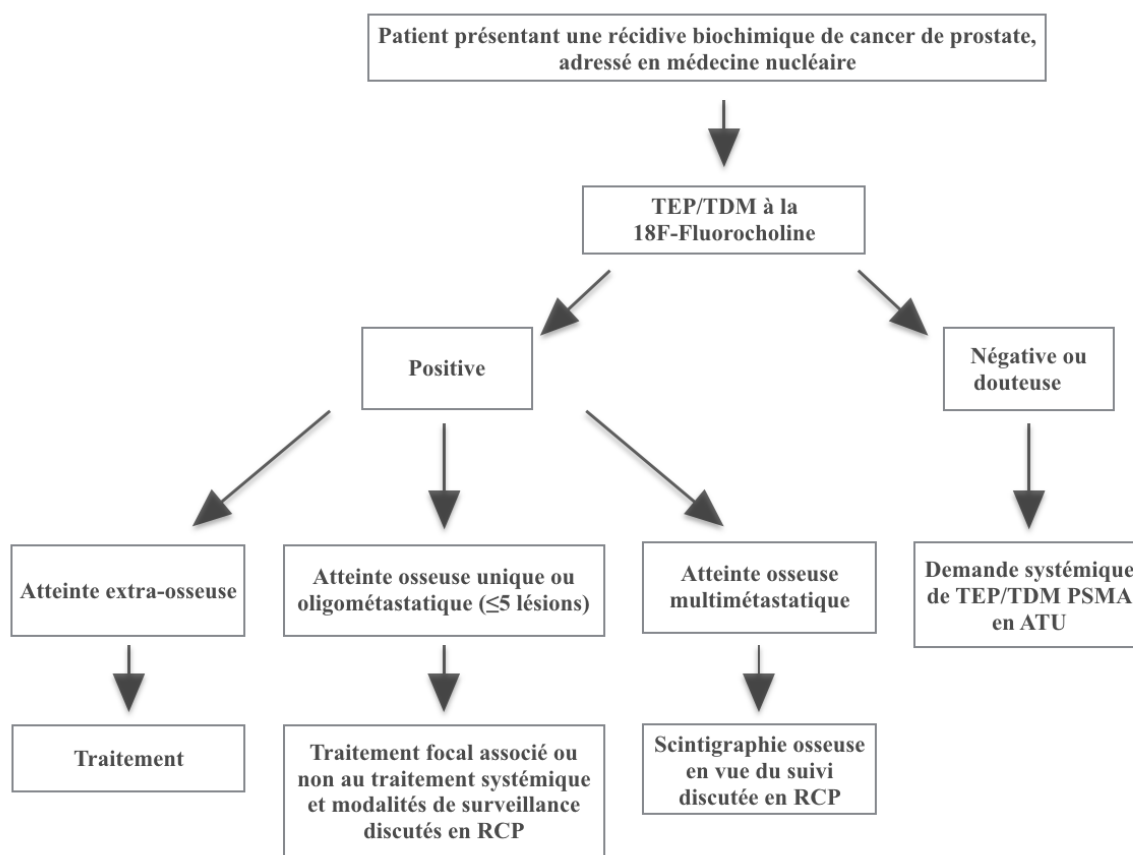 Patient présentant une récidive biochimique de cancer de prostate,
adressé en médecine nucléaire
TEP/TDM à la
18F-Fluorocholine
Positive
Négative ou
douteuse
Atteinte extra-osseuse
Atteinte osseuse unique ou
oligométastatique (≤5 lésions)
Atteinte osseuse
multimétastatique
Demande systémique
de TEP/TDM PSMA
en ATU
Traitement
Traitement focal associé ou
non au traitement systémique
et modalités de surveillance
discutés en RCP
Scintigraphie osseuse
en vue du suivi
discutée en RCP